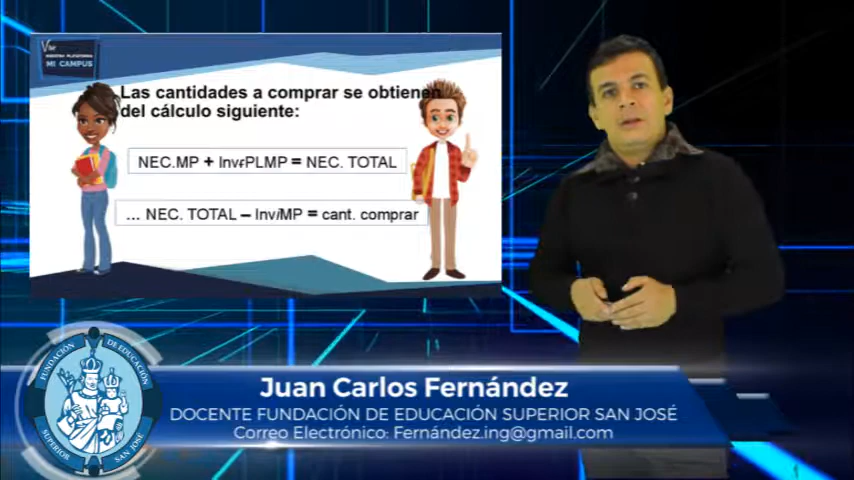 Vive
NUESTRA PLATAFORMA
MI CAMPUS
Las cantidades a comprar se obtienen
del cálculo siguiente:
NEC.MP + InvfPLMP = NEC. TOTAL
... NEC. TOTAL – InviMP = cant. comprar
FUNDACIÓN DE EDUCACIÓN
SUPERIOR SAN JOSÉ
Juan Carlos Fernández
DOCENTE FUNDACIÓN DE EDUCACIÓN SUPERIOR SAN JOSÉ
Correo Electrónico: Fernández.ing@gmail.com